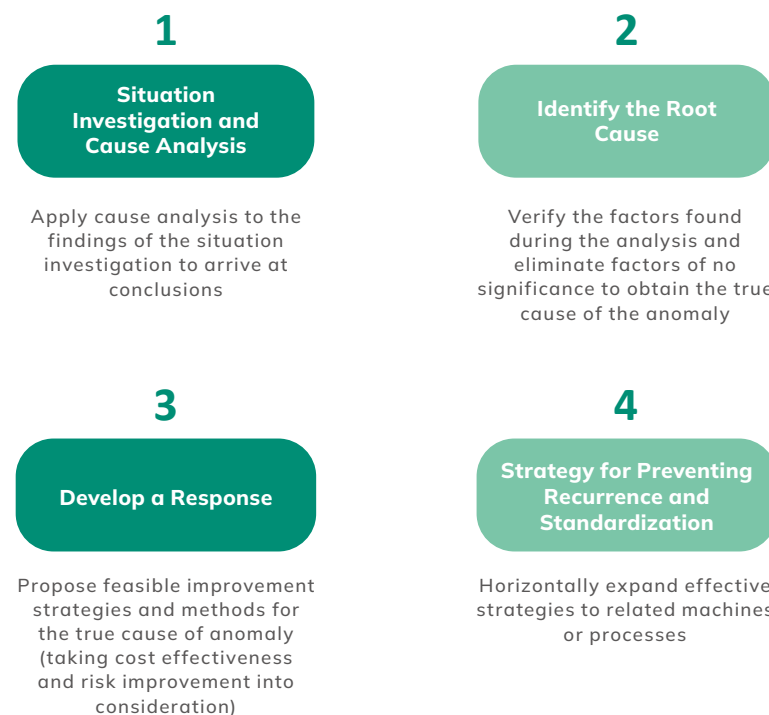 1
Situation
Investigation and
Cause Analysis
Apply cause analysis to the
findings of the situation
investigation to arrive at
conclusions
2
Identify the Root
Cause
Verify the factors found
during the analysis and
eliminate factors of no
significance to obtain the true
cause of the anomaly
3
Develop a Response
Propose feasible improvement
strategies and methods for
the true cause of anomaly
(taking cost effectiveness
and risk improvement into
consideration)
4
Strategy for Preventing
Recurrence and
Standardization
Horizontally expand effective
strategies to related machines
or processes